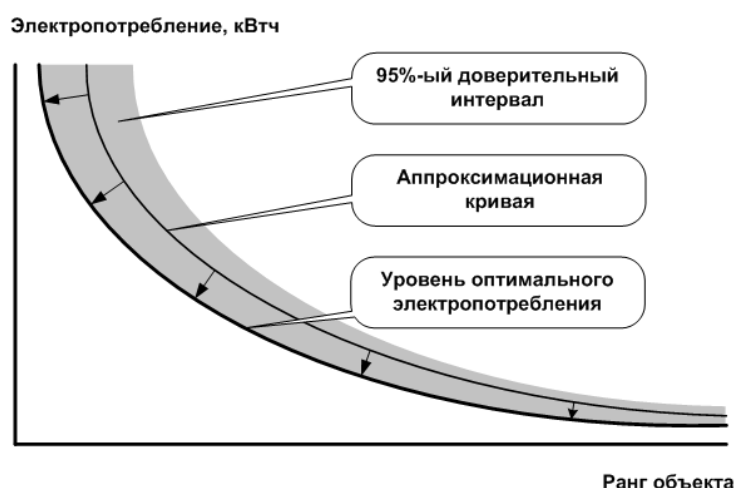 Электропотребление, кВтч
95%-ый доверительный
интервал
Аппроксимационная
кривая
Уровень оптимального
электропотребления
Ранг объекта